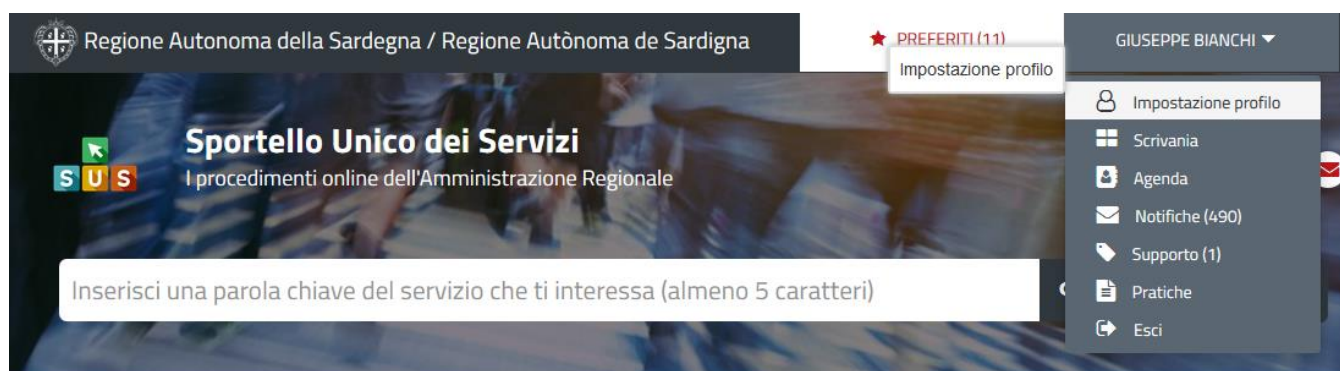 Regione Autonoma della Sardegna / Regione Autònoma de Sardigna
PREFERITI (11)
GIUSEPPE BIANCHI
Impostazione profilo
Impostazione profilo
Scrivania
Agenda
Notifiche (490)
Supporto (1)
Pratiche
Esci
SUS
Sportello Unico dei Servizi
I procedimenti online dell'Amministrazione Regionale
Inserisci una parola chiave del servizio che ti interessa (almeno 5 caratteri)